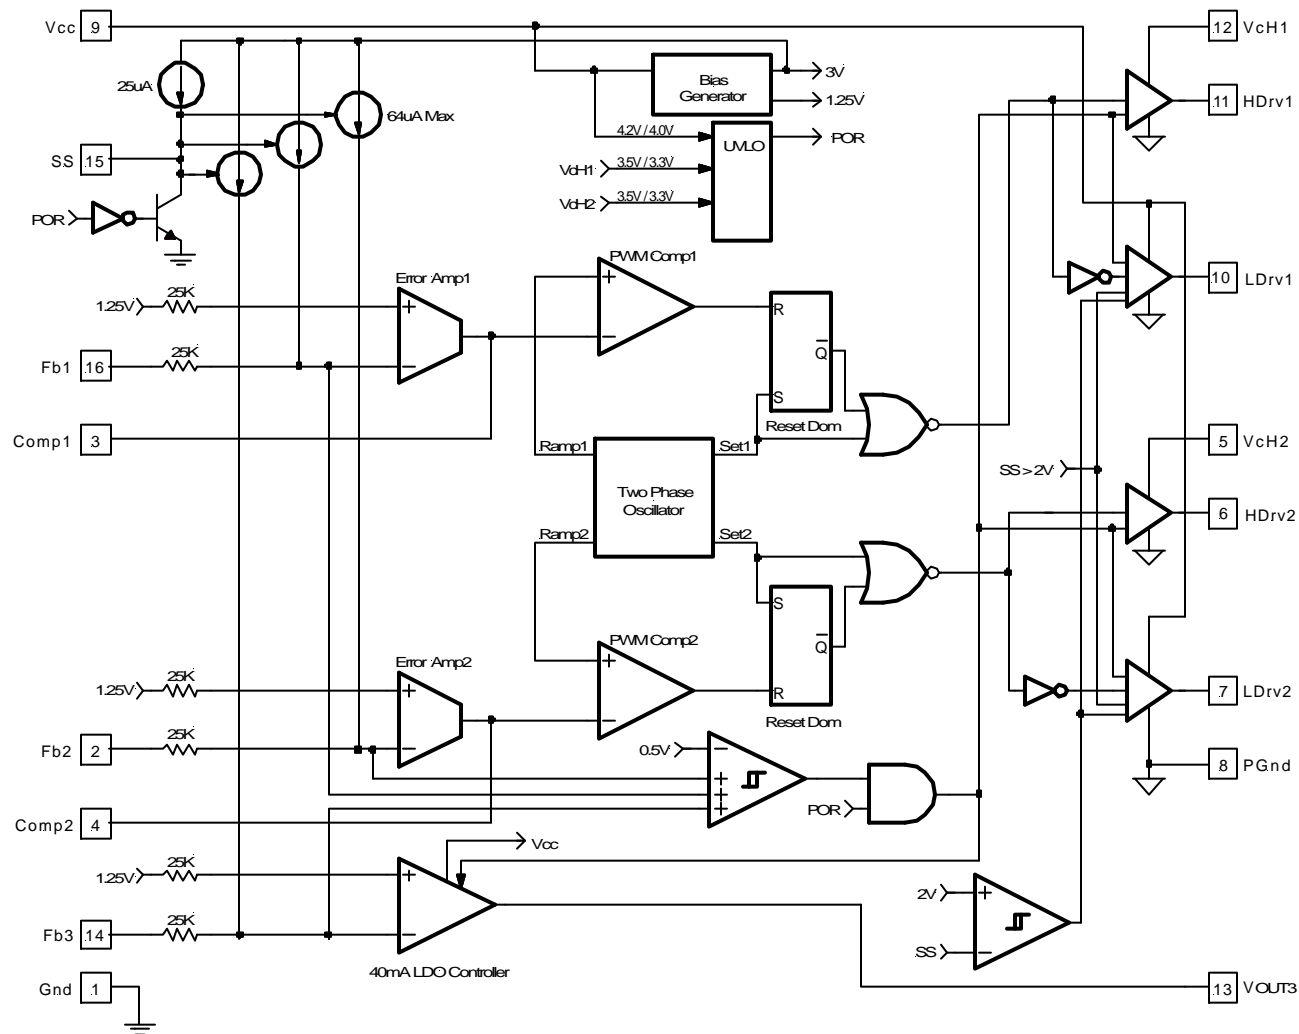 Vcc 9
12 VcH1
25uA
64uA Max
Bias
Generator
3V
1.25V
11 HDrv1
SS 15
4.2V / 4.0V
UVLO
POR
VcH1
3.5V / 3.3V
VcH2
3.5V / 3.3V
POR
PWM Comp1
Error Amp1
10 LDrv1
1.25V
25K
+
+
R
Q
Fb1 16
25K
−
−
S
Reset Dom
Comp1 3
Ramp1
Set1
5 VcH2
SS > 2V
Two Phase
Oscillator
6 HDrv2
Ramp2
Set2
S
Q
PWM Comp2
Error Amp2
1.25V
25K
+
+
R
7 LDrv2
Reset Dom
Fb2 2
25K
−
−
0.5V
−
8 PGnd
+
+
+
POR
Comp2 4
Vcc
1.25V
25K
+
2V
+
Fb3 14
25K
−
SS
−
40mA LDO Controller
Gnd 1
13 VOUT3